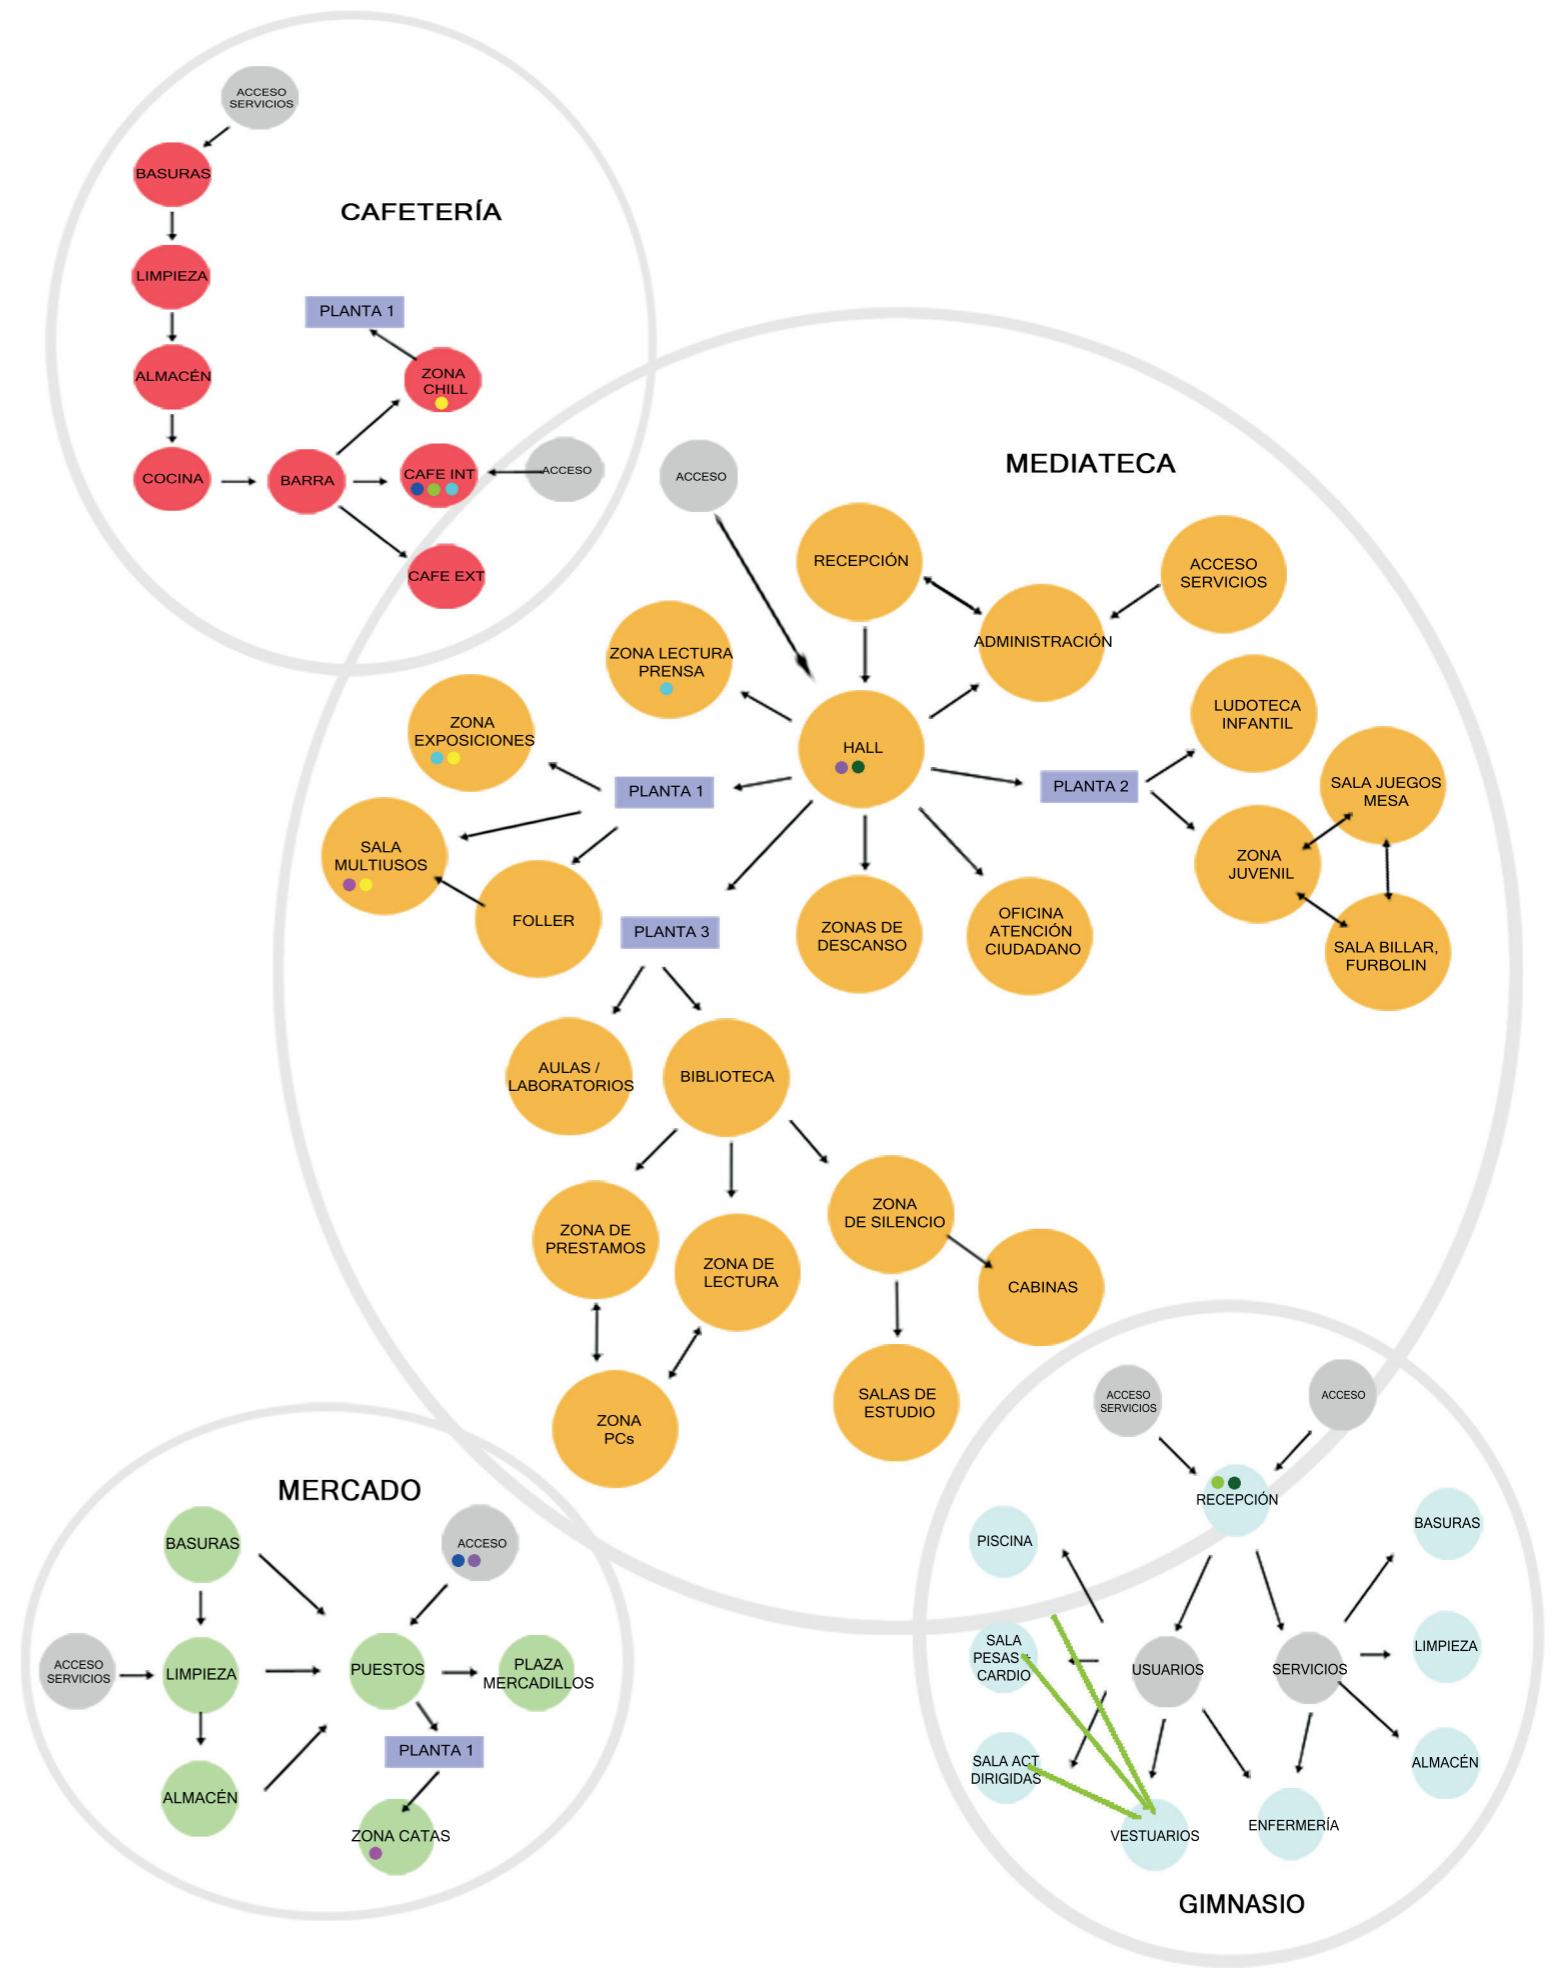 ACCESO
SERVICIOS
BASURAS
CAFETERÍA
LIMPIEZA
PLANTA 1
ALMACÉN
ZONA
CHILL
COCINA
BARRA
CAFE INT
ACCESO
CAFE EXT
MEDIATECA
ACCESO
RECEPCIÓN
ACCESO
SERVICIOS
ADMINISTRACIÓN
ZONA LECTURA
PRENSA
LUDOTECA
INFANTIL
ZONA
EXPOSICIONES
HALL
PLANTA 1
PLANTA 2
SALA JUEGOS
MESA
SALA
MULTIUSOS
ZONA
JUVENIL
FOLLER
PLANTA 3
ZONAS DE
DESCANSO
OFICINA
ATENCIÓN
CIUDADANO
SALA BILLAR,
FURBOLIN
AULAS /
LABORATORIOS
BIBLIOTECA
ZONA
DE SILENCIO
ZONA DE
PRESTAMOS
ZONA DE
LECTURA
CABINAS
SALAS DE
ESTUDIO
ZONA
PCs
MERCADO
BASURAS
ACCESO
ACCESO
SERVICIOS
LIMPIEZA
PUESTOS
PLAZA
MERCADILLOS
PLANTA 1
ALMACÉN
ZONA CATAS
ACCESO
SERVICIOS
ACCESO
RECEPCIÓN
PISCINA
BASURAS
SALA
PESAS +
CARDIO
USUARIOS
SERVICIOS
LIMPIEZA
SALA ACT
DIRIGIDAS
ALMACÉN
VESTUARIOS
ENFERMERÍA
GIMNASIO